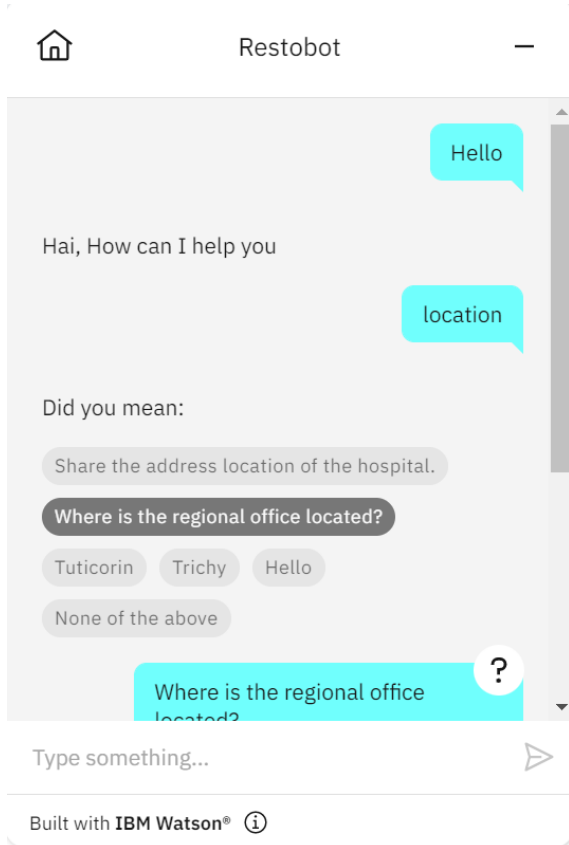 Restobot
Hello
Hai, How can I help you
location
Did you mean:
Share the address location of the hospital.
Where is the regional office located?
Tuticorin Trichy Hello
None of the above
?
Where is the regional office
located?
Type something...
Built with IBM Watson®